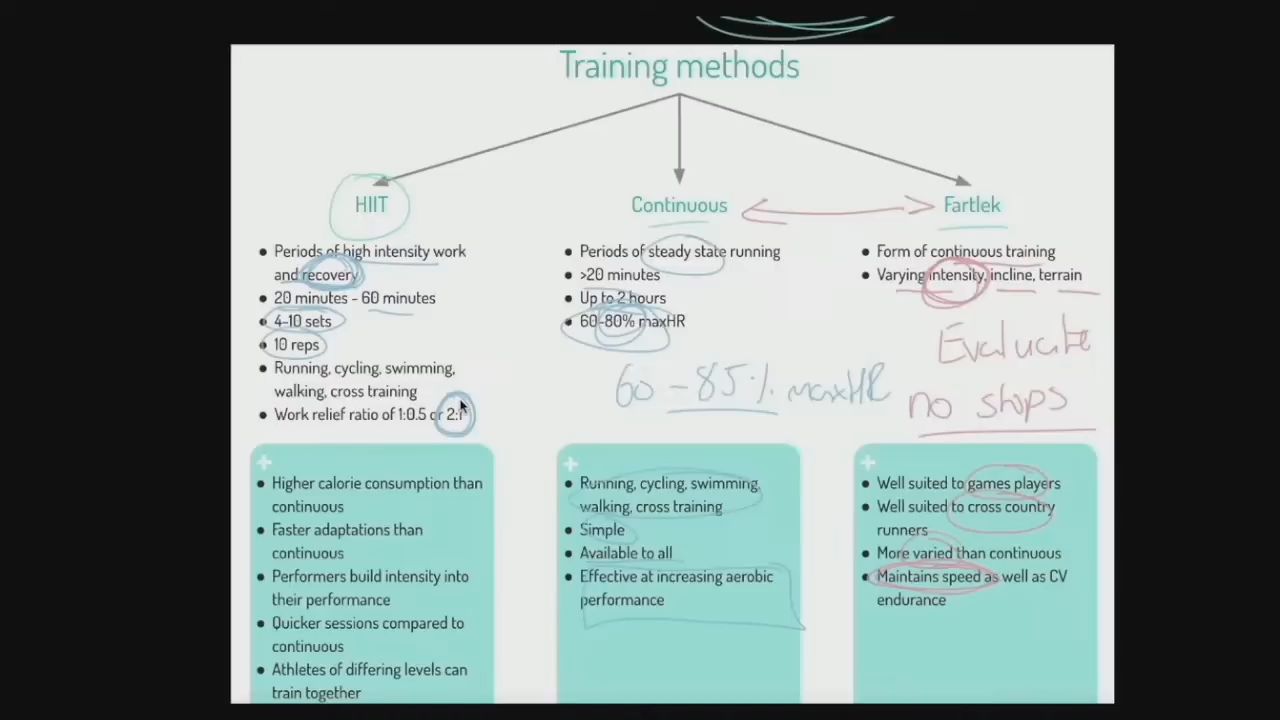 Training methods
HIIT
Periods of high intensity work
and recovery
20 minutes - 60 minutes
4-10 sets
10 reps
Running, cycling, swimming,
walking, cross training
Work relief ratio of 1:0.5 or 2:1
Continuous
Periods of steady state running
>20 minutes
Up to 2 hours
60-80% maxHR
60 - 85% maxHR
Fartlek
Form of continuous training
Varying intensity, incline, terrain
Evaluate
no stops
+
Higher calorie consumption than
continuous
Faster adaptations than
continuous
Performers build intensity into
their performance
Quicker sessions compared to
continuous
Athletes of differing levels can
train together
+
Running, cycling, swimming,
walking, cross training
Simple
Available to all
Effective at increasing aerobic
performance
+
Well suited to games players
Well suited to cross country
runners
More varied than continuous
Maintains speed as well as CV
endurance